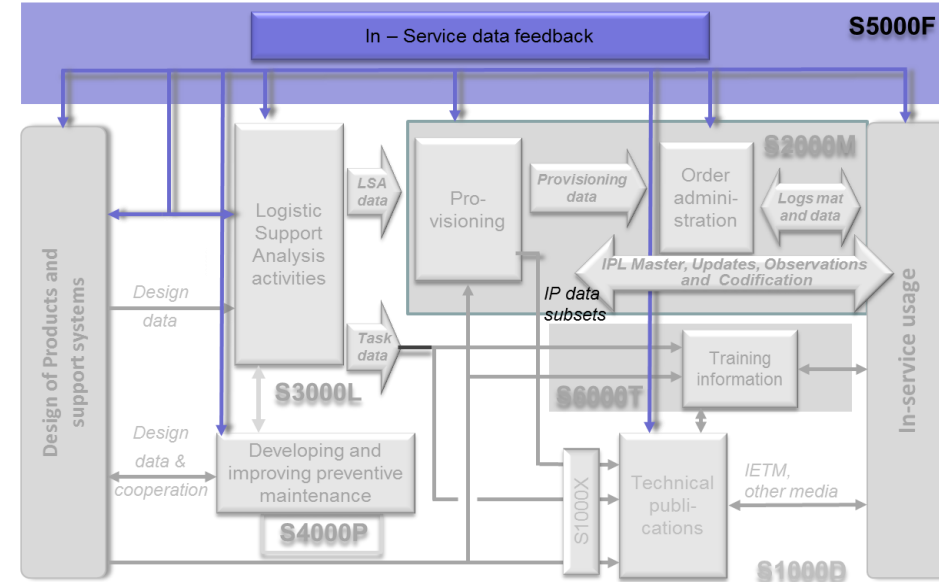 S5000F
In – Service data feedback
S2000M
LSA
data
Pro-
visioning
Provisioning
data
Order
admini-
stration
Logs mat
and data
Logistic
Support
Analysis
activities
IPL Master, Updates, Observations
and Codification
IP data
subsets
Design
data
Task
data
Training
information
S3000L
S6000T
Design of Products and
support systems
In-service usage
Design
data &
cooperation
Developing and
improving preventive
maintenance
S4000P
S1000X
Technical
publi-
cations
IETM,
other media
S1000D